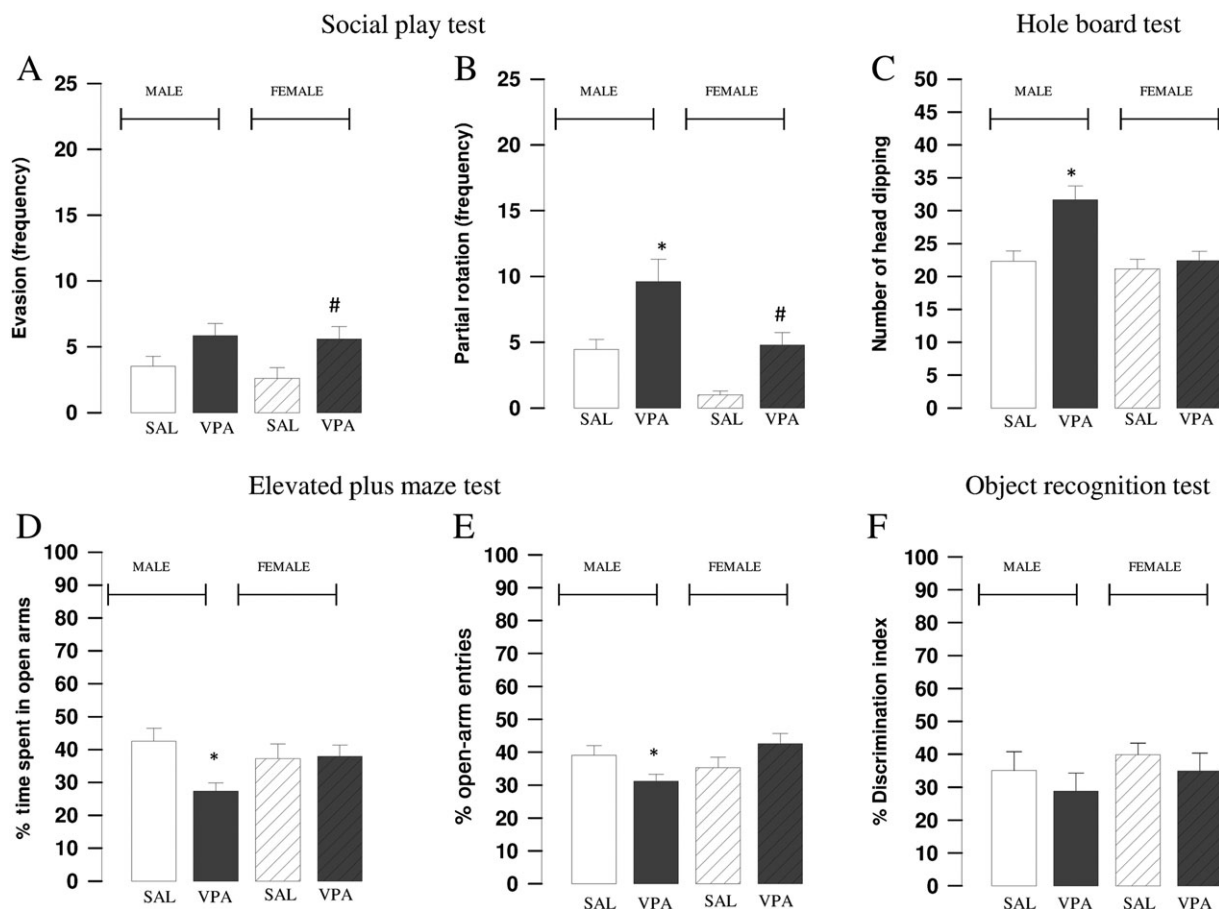 Social play test
Hole board test
A
B
C
MALE
FEMALE
Evasion (frequency)
25
20
15
10
5
0
#
SAL
VPA
SAL
VPA
MALE
FEMALE
Partial rotation (frequency)
25
20
15
10
5
0
*
#
SAL
VPA
SAL
VPA
MALE
FEMALE
Number of head dipping
50
45
40
35
30
25
20
15
10
5
0
*
SAL
VPA
SAL
VPA
Elevated plus maze test
Object recognition test
D
E
F
MALE
FEMALE
% time spent in open arms
100
90
80
70
60
50
40
30
20
10
0
*
SAL
VPA
SAL
VPA
MALE
FEMALE
% open-arm entries
100
90
80
70
60
50
40
30
20
10
0
*
SAL
VPA
SAL
VPA
MALE
FEMALE
% Discrimination index
100
90
80
70
60
50
40
30
20
10
0
SAL
VPA
SAL
VPA